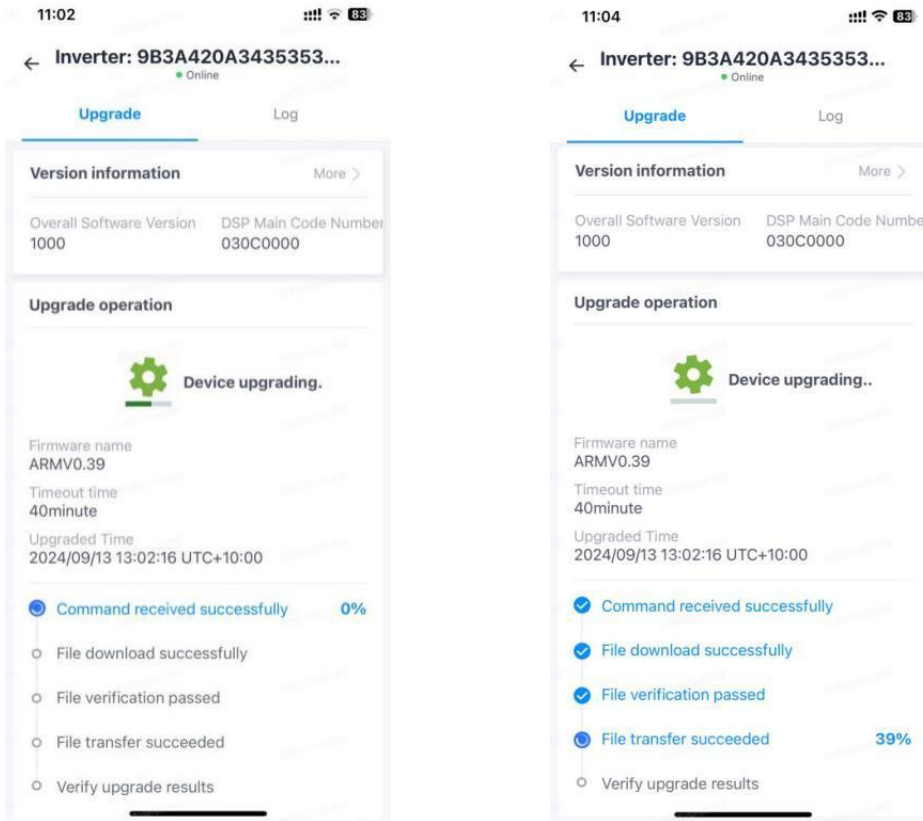 11:02
83
Inverter: 9B3A420A3435353...
Online
Upgrade
Log
Version information
More >
Overall Software Version
DSP Main Code Number
1000
030C0000
Upgrade operation
Device upgrading.
Firmware name
ARMV0.39
Timeout time
40minute
Upgraded Time
2024/09/13 13:02:16 UTC+10:00
Command received successfully
0%
File download successfully
File verification passed
File transfer succeeded
Verify upgrade results
11:04
83
Inverter: 9B3A420A3435353...
Online
Upgrade
Log
Version information
More >
Overall Software Version
DSP Main Code Numbe
1000
030C0000
Upgrade operation
Device upgrading..
Firmware name
ARMV0.39
Timeout time
40minute
Upgraded Time
2024/09/13 13:02:16 UTC+10:00
Command received successfully
File download successfully
File verification passed
File transfer succeeded
39%
Verify upgrade results